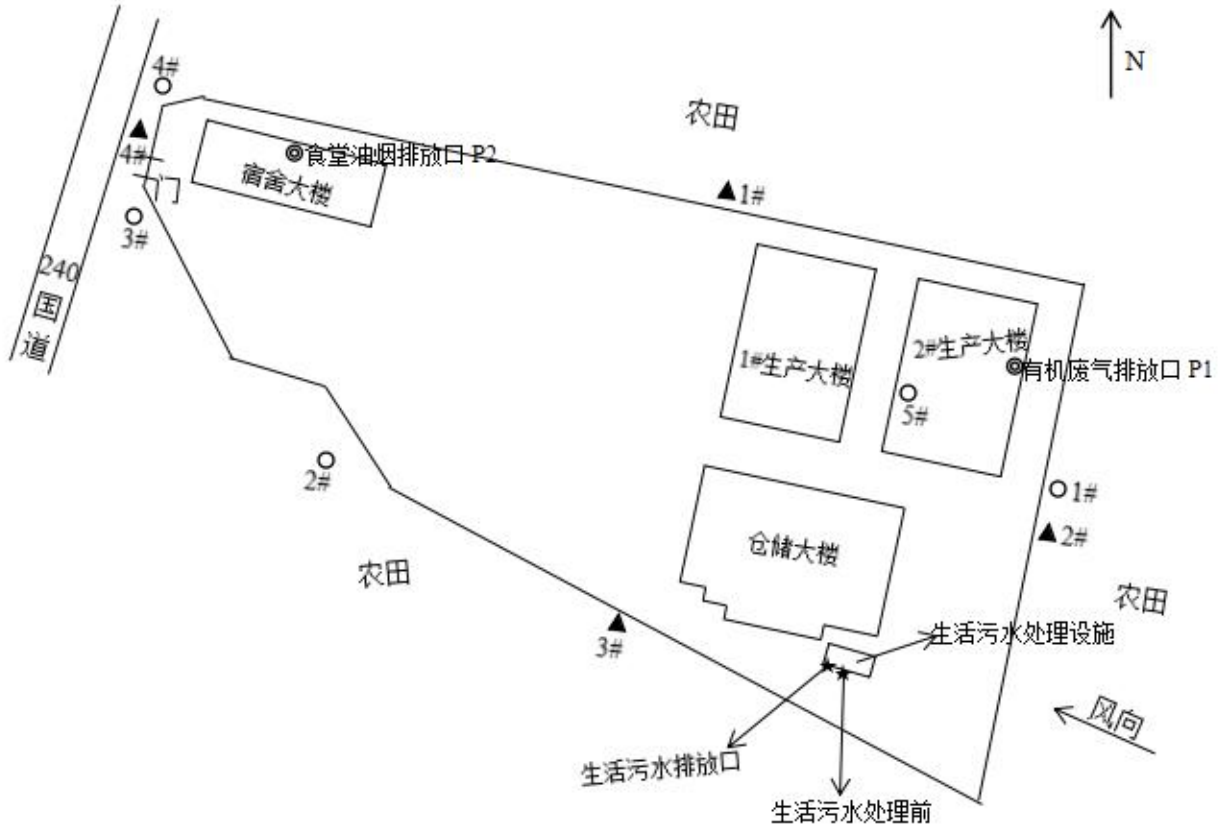 4#
农田
N
4#
食堂油烟排放口 P2
宿舍大楼
门
1#
3#
240
国
道
1#生产大楼
2#生产大楼
有机废气排放口 P1
5#
2#
1#
2#
仓储大楼
农田
农田
3#
生活污水处理设施
风向
生活污水排放口
生活污水处理前